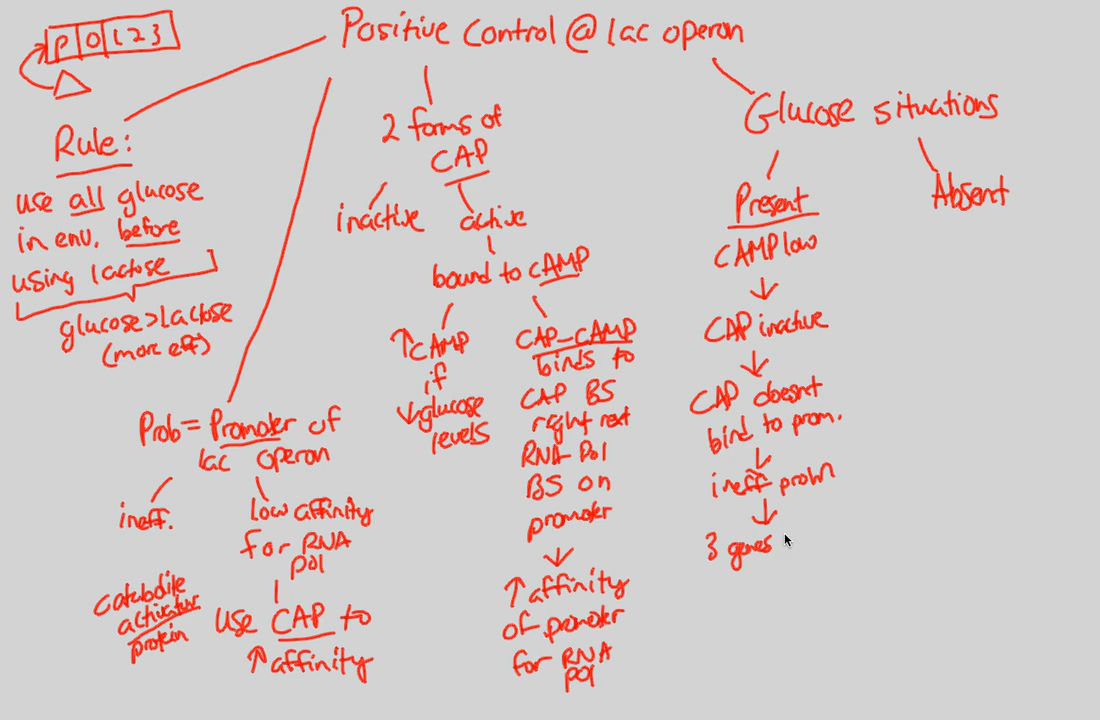 P 0 1 2 3
Positive Control @ lac operon
Rule:
use all glucose
in env. before
using lactose
glucose > lactose
(more eff)
Prob = Promoter of
lac operon
ineff.
low affinity
for RNA
pol
use CAP to
↑ affinity
catabolite
activator
protein
2 forms of
CAP
inactive
active
bound to cAMP
↑ cAMP
if
↓ glucose
levels
CAP-cAMP
binds to
CAP BS
right next
RNA Pol
BS on
promoter
↓
↑ affinity
of promoter
for RNA
pol
Glucose situations
Present
CAMP low
↓
CAP inactive
↓
CAP doesnt
bind to prom.
↓
ineff prom
↓
3 genes
Absent